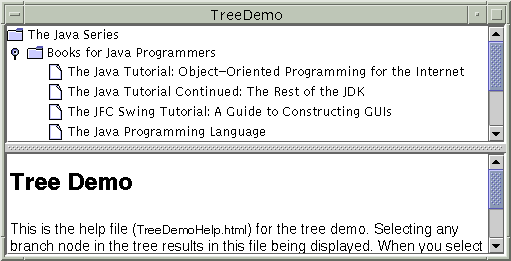 TreeDemo
The Java Series
Books for Java Programmers
The Java Tutorial: Object-Oriented Programming for the Internet
The Java Tutorial Continued: The Rest of the JDK
The JFC Swing Tutorial: A Guide to Constructing GUIs
The Java Programming Language
Tree Demo
This is the help file (TreeDemoHelp.html) for the tree demo. Selecting any
branch node in the tree results in this file being displayed. When you select